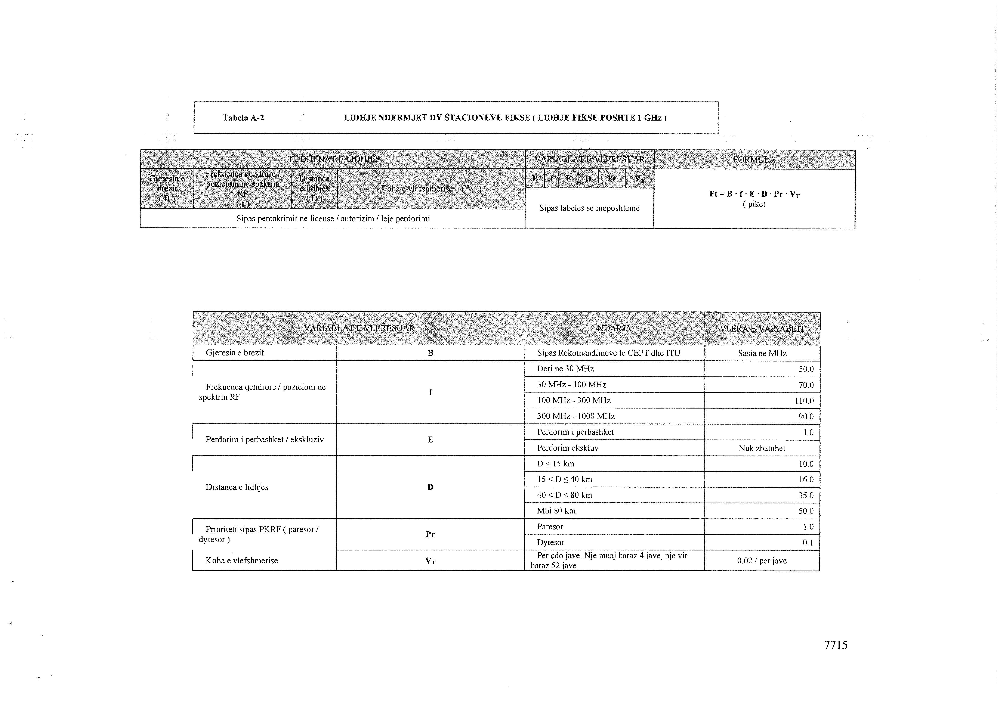 Tabela A-2 LIDHJE NDERMJET DY STACIONEVE FIKSE ( LIDHJE FIKSE POSHTE 1 GHz )
TE DHENAT E LIDHJES VARIABLAT E VLERESUAR FORMULA
Gjeresia e
brezit
( B )
Frekuenca qendrore /
pozicioni ne spektrin
RF
( f )
Distanca
e lidhjes
( D )
Koha e vlefshmerise ( VT )
B f E D Pr VT
Sipas tabeles se meposhteme
Pt = B · f · E · D · Pr · VT
( pike)
Sipas percaktimit ne license / autorizim / leje perdorimi
VARIABLAT E VLERESUAR NDARJA VLERA E VARIABLIT
Gjeresia e brezit B Sipas Rekomandimeve te CEPT dhe ITU Sasia ne MHz
Frekuenca qendrore / pozicioni ne
spektrin RF
f
Deri ne 30 MHz 50.0
30 MHz - 100 MHz 70.0
100 MHz - 300 MHz 110.0
300 MHz - 1000 MHz 90.0
Perdorim i perbashket / ekskluziv E
Perdorim i perbashket 1.0
Perdorim ekskluv Nuk zbatohet
Distanca e lidhjes D
D ≤ 15 km 10.0
15 < D ≤ 40 km 16.0
40 < D ≤ 80 km 35.0
Mbi 80 km 50.0
Prioriteti sipas PKRF ( paresor /
dytesor )
Pr
Paresor 1.0
Dytesor 0.1
Koha e vlefshmerise VT
Per çdo jave. Nje muaj baraz 4 jave, nje vit
baraz 52 jave
0.02 / per jave
7715